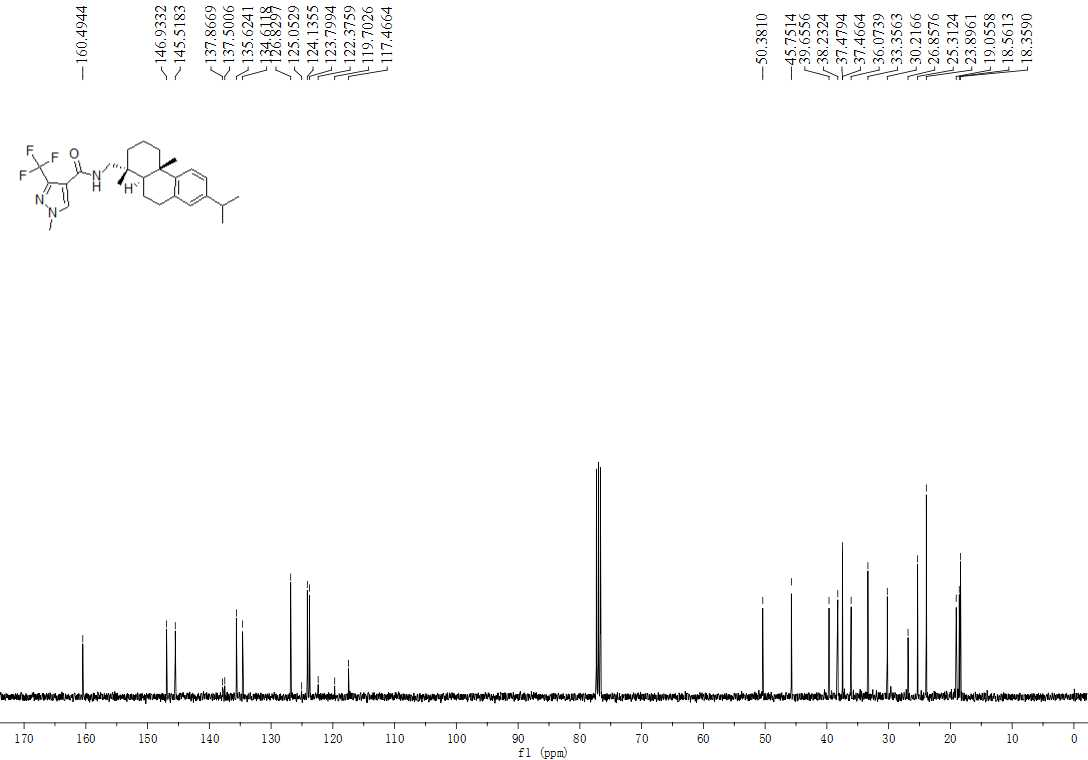 160.4944
146.9332
145.5183
137.8669
137.5006
135.6241
134.6118
126.8297
125.0529
124.1355
123.7994
122.3759
119.7026
117.4664
50.3810
45.7514
39.6556
38.2324
37.4794
37.4664
36.0739
33.3563
30.2166
26.8576
25.3124
23.8961
19.0558
18.5613
18.3590
F
F
F
O
N
H
H
N
N
170 160 150 140 130 120 110 100 90 80 70 60 50 40 30 20 10 0
f1 (ppm)